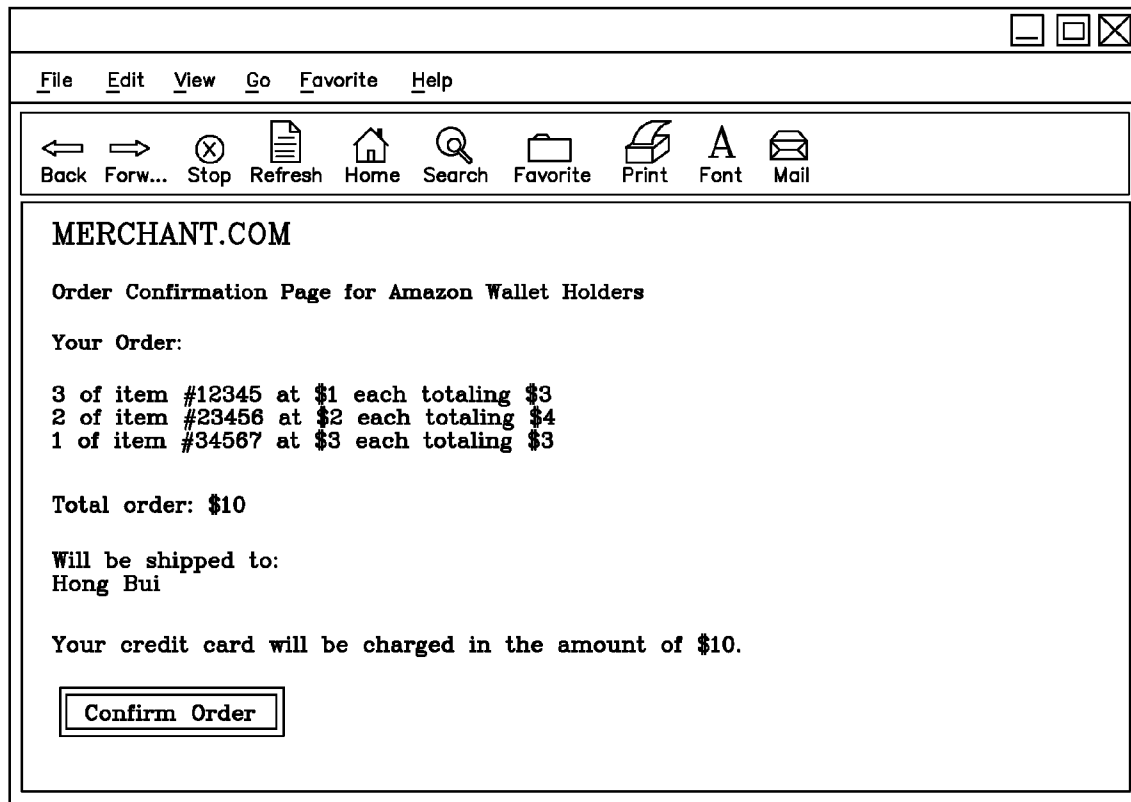 File Edit View Go Favorite Help
Back Forw... Stop Refresh Home Search Favorite Print Font Mail
MERCHANT.COM
Order Confirmation Page for Amazon Wallet Holders
Your Order:
3 of item #12345 at $1 each totaling $3
2 of item #23456 at $2 each totaling $4
1 of item #34567 at $3 each totaling $3
Total order: $10
Will be shipped to:
Hong Bui
Your credit card will be charged in the amount of $10.
Confirm Order